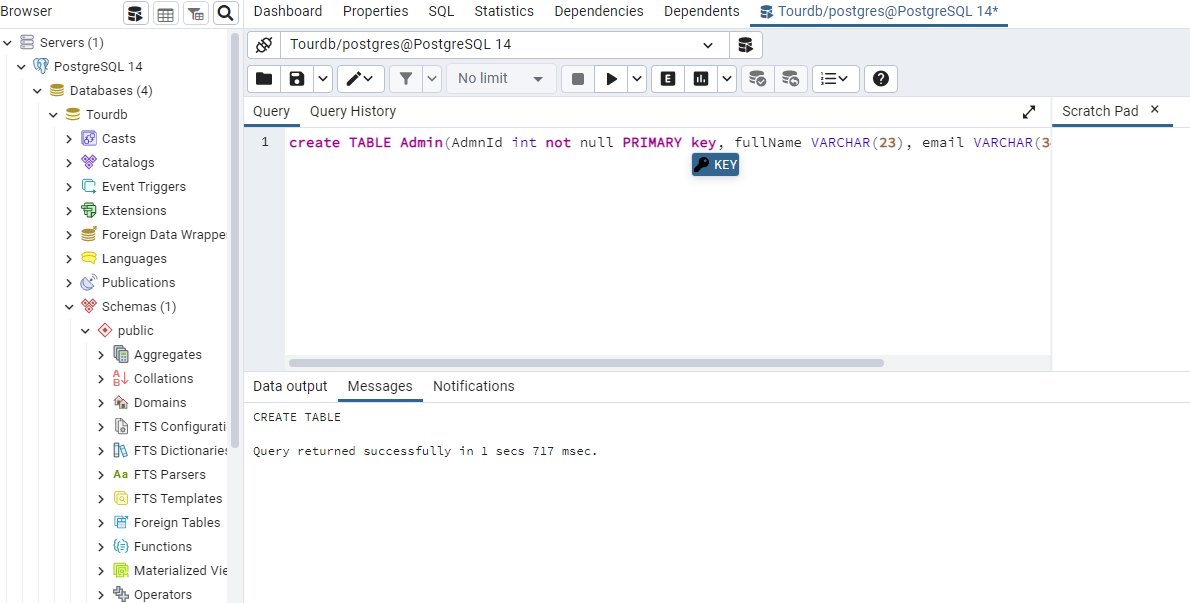 Browser
Dashboard Properties SQL Statistics Dependencies Dependents Tourdb/postgres@PostgreSQL 14*
Servers (1)
PostgreSQL 14
Databases (4)
Tourdb
Casts
Catalogs
Event Triggers
Extensions
Foreign Data Wrappe
Languages
Publications
Schemas (1)
public
Aggregates
Collations
Domains
FTS Configurati
FTS Dictionaries
Aa FTS Parsers
FTS Templates
Foreign Tables
Functions
Materialized Vie
Operators
Tourdb/postgres@PostgreSQL 14
No limit
E
Query Query History
Scratch Pad
1 create TABLE Admin(AdmnId int not null PRIMARY key, fullName VARCHAR(23), email VARCHAR(3
KEY
Data output Messages Notifications
CREATE TABLE
Query returned successfully in 1 secs 717 msec.